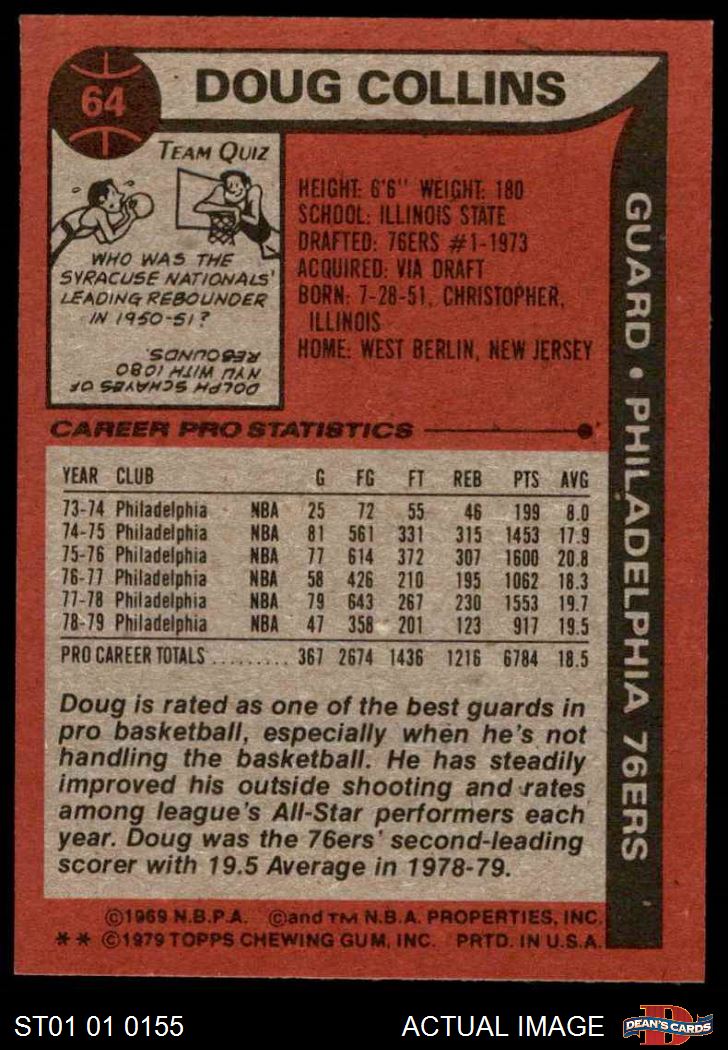 64
DOUG COLLINS
TEAM QUIZ
WHO WAS THE
SYRACUSE NATIONALS'
LEADING REBOUNDER
IN 1950-51?
DOLPH SCHAYES OF
NYN WITH 1080
REBOUNDS.
HEIGHT: 6'6" WEIGHT: 180
SCHOOL: ILLINOIS STATE
DRAFTED: 76ERS #1-1973
ACQUIRED: VIA DRAFT
BORN: 7-28-51, CHRISTOPHER,
ILLINOIS
HOME: WEST BERLIN, NEW JERSEY
GUARD • PHILADELPHIA 76ERS
CAREER PRO STATISTICS
YEAR CLUB G FG FT REB PTS AVG
73-74 Philadelphia NBA 25 72 55 46 199 8.0
74-75 Philadelphia NBA 81 561 331 315 1453 17.9
75-76 Philadelphia NBA 77 614 372 307 1600 20.8
76-77 Philadelphia NBA 58 426 210 195 1062 18.3
77-78 Philadelphia NBA 79 643 267 230 1553 19.7
78-79 Philadelphia NBA 47 358 201 123 917 19.5
PRO CAREER TOTALS ......... 367 2674 1436 1216 6784 18.5
Doug is rated as one of the best guards in
pro basketball, especially when he's not
handling the basketball. He has steadily
improved his outside shooting and rates
among league's All-Star performers each
year. Doug was the 76ers' second-leading
scorer with 19.5 Average in 1978-79.
©1969 N.B.P.A. ©and TM N.B.A. PROPERTIES, INC.
** ©1979 TOPPS CHEWING GUM, INC. PRTD. IN U.S.A.
ST01 01 0155
ACTUAL IMAGE
D
DEAN'S CARDS